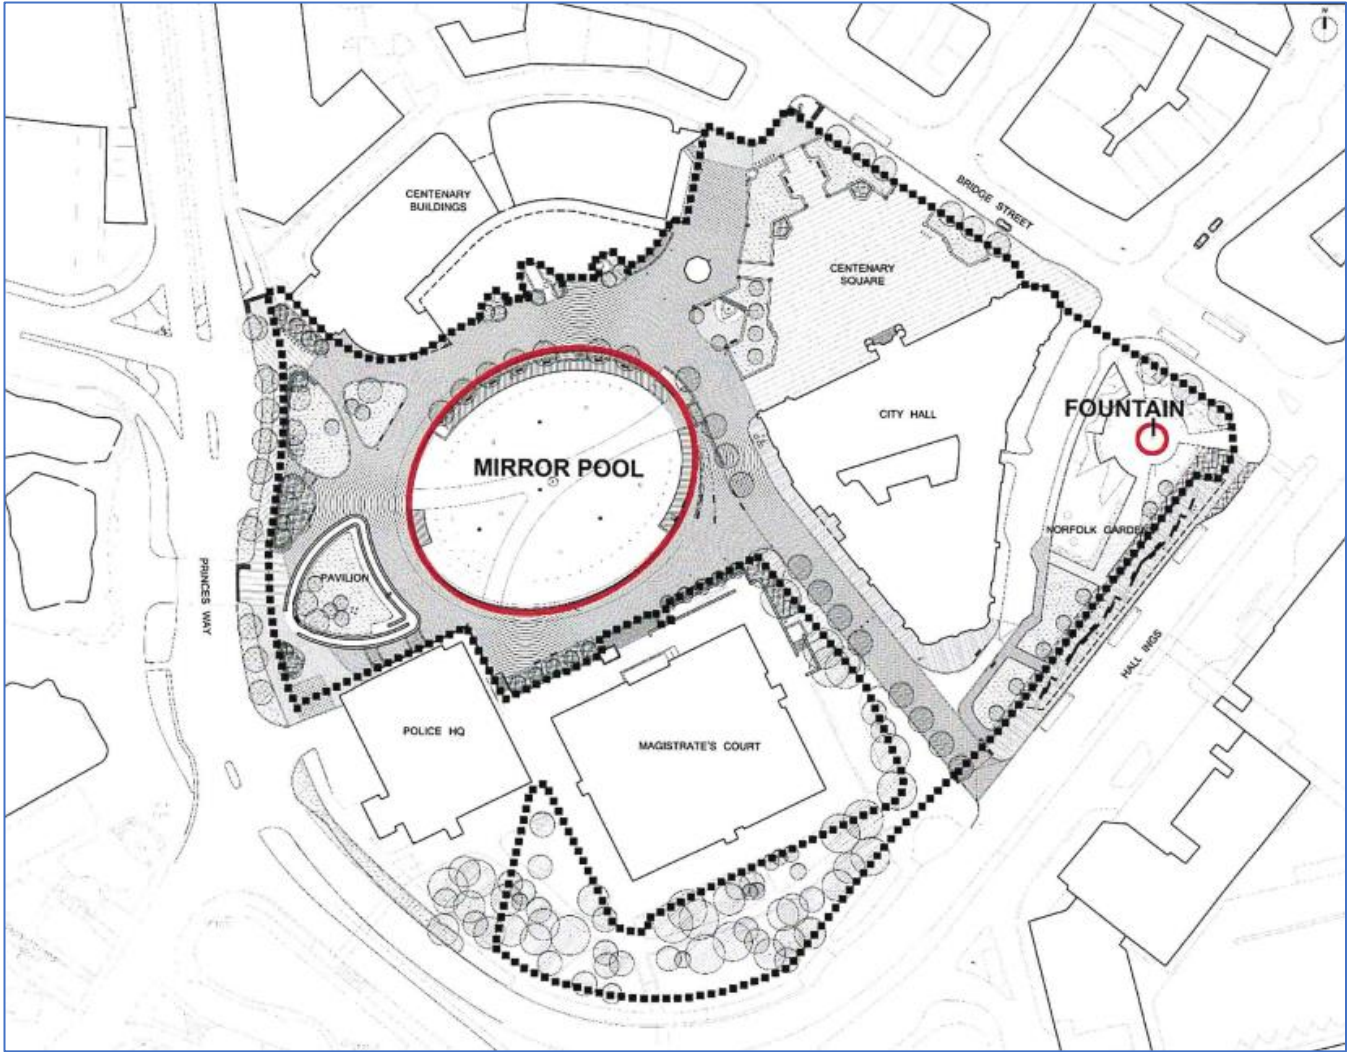 N
BRIDGE STREET
CENTENARY
BUILDINGS
CENTENARY
SQUARE
CITY HALL
FOUNTAIN
MIRROR POOL
NORFOLK GARDE
PAVILION
PRINCES WAY
HALL INGS
POLICE HQ
MAGISTRATE'S COURT